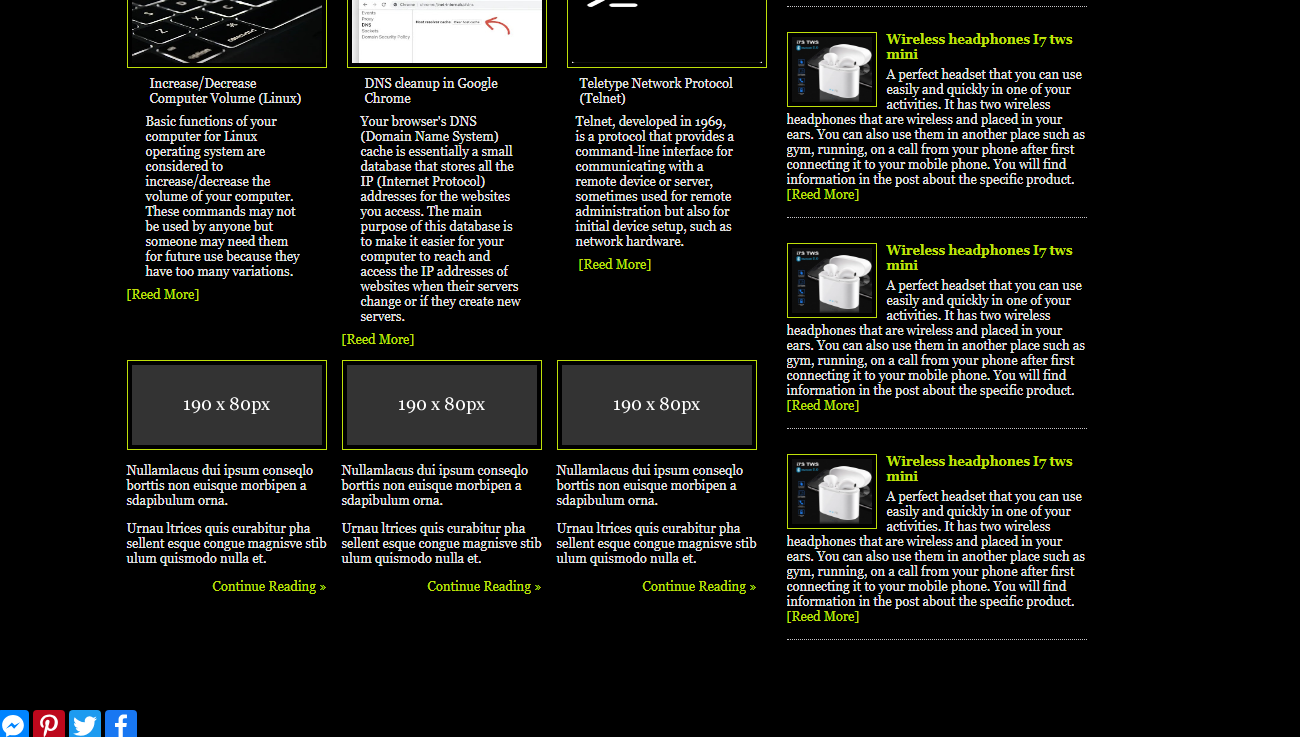 Chrome
Events
Proxy
DNS
Sockets
Domain Security Policy
Host resolver cache
Clear host cache
Increase/Decrease
Computer Volume (Linux)
Basic functions of your
computer for Linux
operating system are
considered to
increase/decrease the
volume of your computer.
These commands may not
be used by anyone but
someone may need them
for future use because they
have too many variations.
[Reed More]
DNS cleanup in Google
Chrome
Your browser's DNS
(Domain Name System)
cache is essentially a small
database that stores all the
IP (Internet Protocol)
addresses for the websites
you access. The main
purpose of this database is
to make it easier for your
computer to reach and
access the IP addresses of
websites when their servers
change or if they create new
servers.
[Reed More]
Teletype Network Protocol
(Telnet)
Telnet, developed in 1969,
is a protocol that provides a
command-line interface for
communicating with a
remote device or server,
sometimes used for remote
administration but also for
initial device setup, such as
network hardware.
[Reed More]
190 x 80px
Nullamlacus dui ipsum conseqlo
borttis non euisque morbipen a
sdapibulum orna.
Urnau ltrices quis curabitur pha
sellent esque congue magnisve stib
ulum quismodo nulla et.
Continue Reading »
190 x 80px
Nullamlacus dui ipsum conseqlo
borttis non euisque morbipen a
sdapibulum orna.
Urnau ltrices quis curabitur pha
sellent esque congue magnisve stib
ulum quismodo nulla et.
Continue Reading »
190 x 80px
Nullamlacus dui ipsum conseqlo
borttis non euisque morbipen a
sdapibulum orna.
Urnau ltrices quis curabitur pha
sellent esque congue magnisve stib
ulum quismodo nulla et.
Continue Reading »
i7S TWS
Wireless headphones I7 tws
mini
A perfect headset that you can use
easily and quickly in one of your
activities. It has two wireless
headphones that are wireless and placed in your
ears. You can also use them in another place such as
gym, running, on a call from your phone after first
connecting it to your mobile phone. You will find
information in the post about the specific product.
[Reed More]
i7S TWS
Wireless headphones I7 tws
mini
A perfect headset that you can use
easily and quickly in one of your
activities. It has two wireless
headphones that are wireless and placed in your
ears. You can also use them in another place such as
gym, running, on a call from your phone after first
connecting it to your mobile phone. You will find
information in the post about the specific product.
[Reed More]
i7S TWS
Wireless headphones I7 tws
mini
A perfect headset that you can use
easily and quickly in one of your
activities. It has two wireless
headphones that are wireless and placed in your
ears. You can also use them in another place such as
gym, running, on a call from your phone after first
connecting it to your mobile phone. You will find
information in the post about the specific product.
[Reed More]